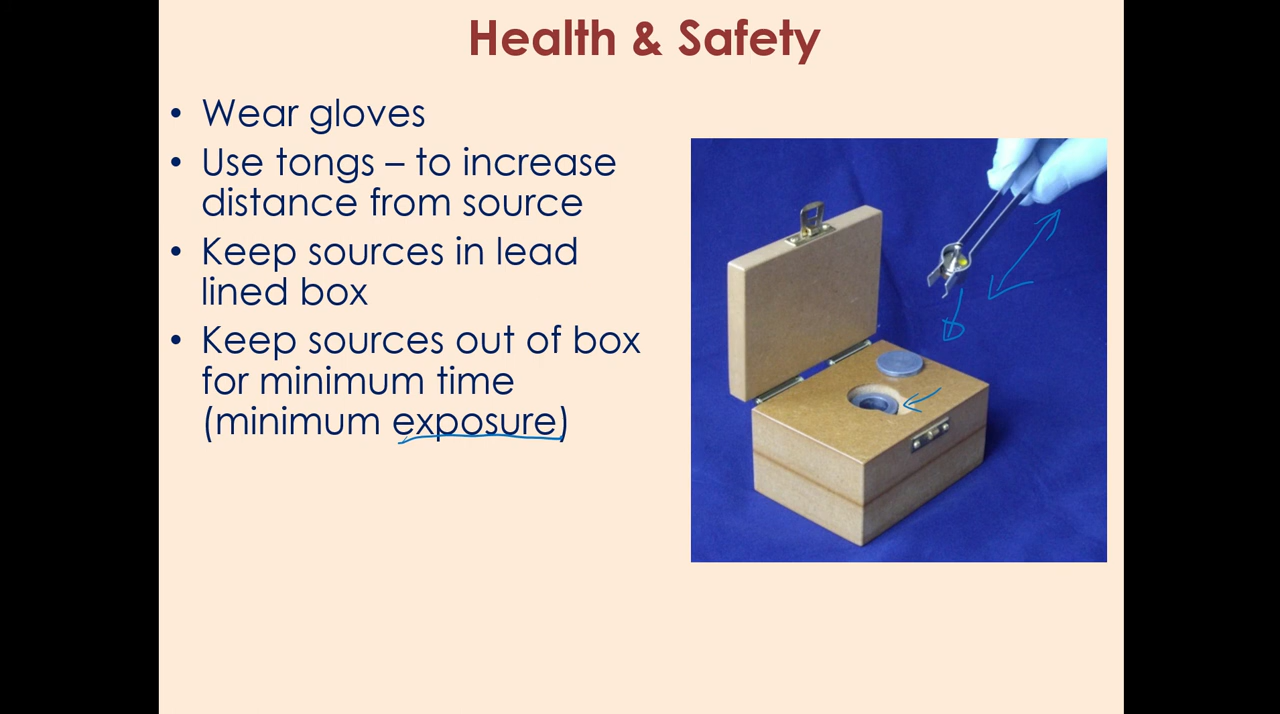 Health & Safety
• Wear gloves
• Use tongs – to increase
distance from source
• Keep sources in lead
lined box
• Keep sources out of box
for minimum time
(minimum exposure)